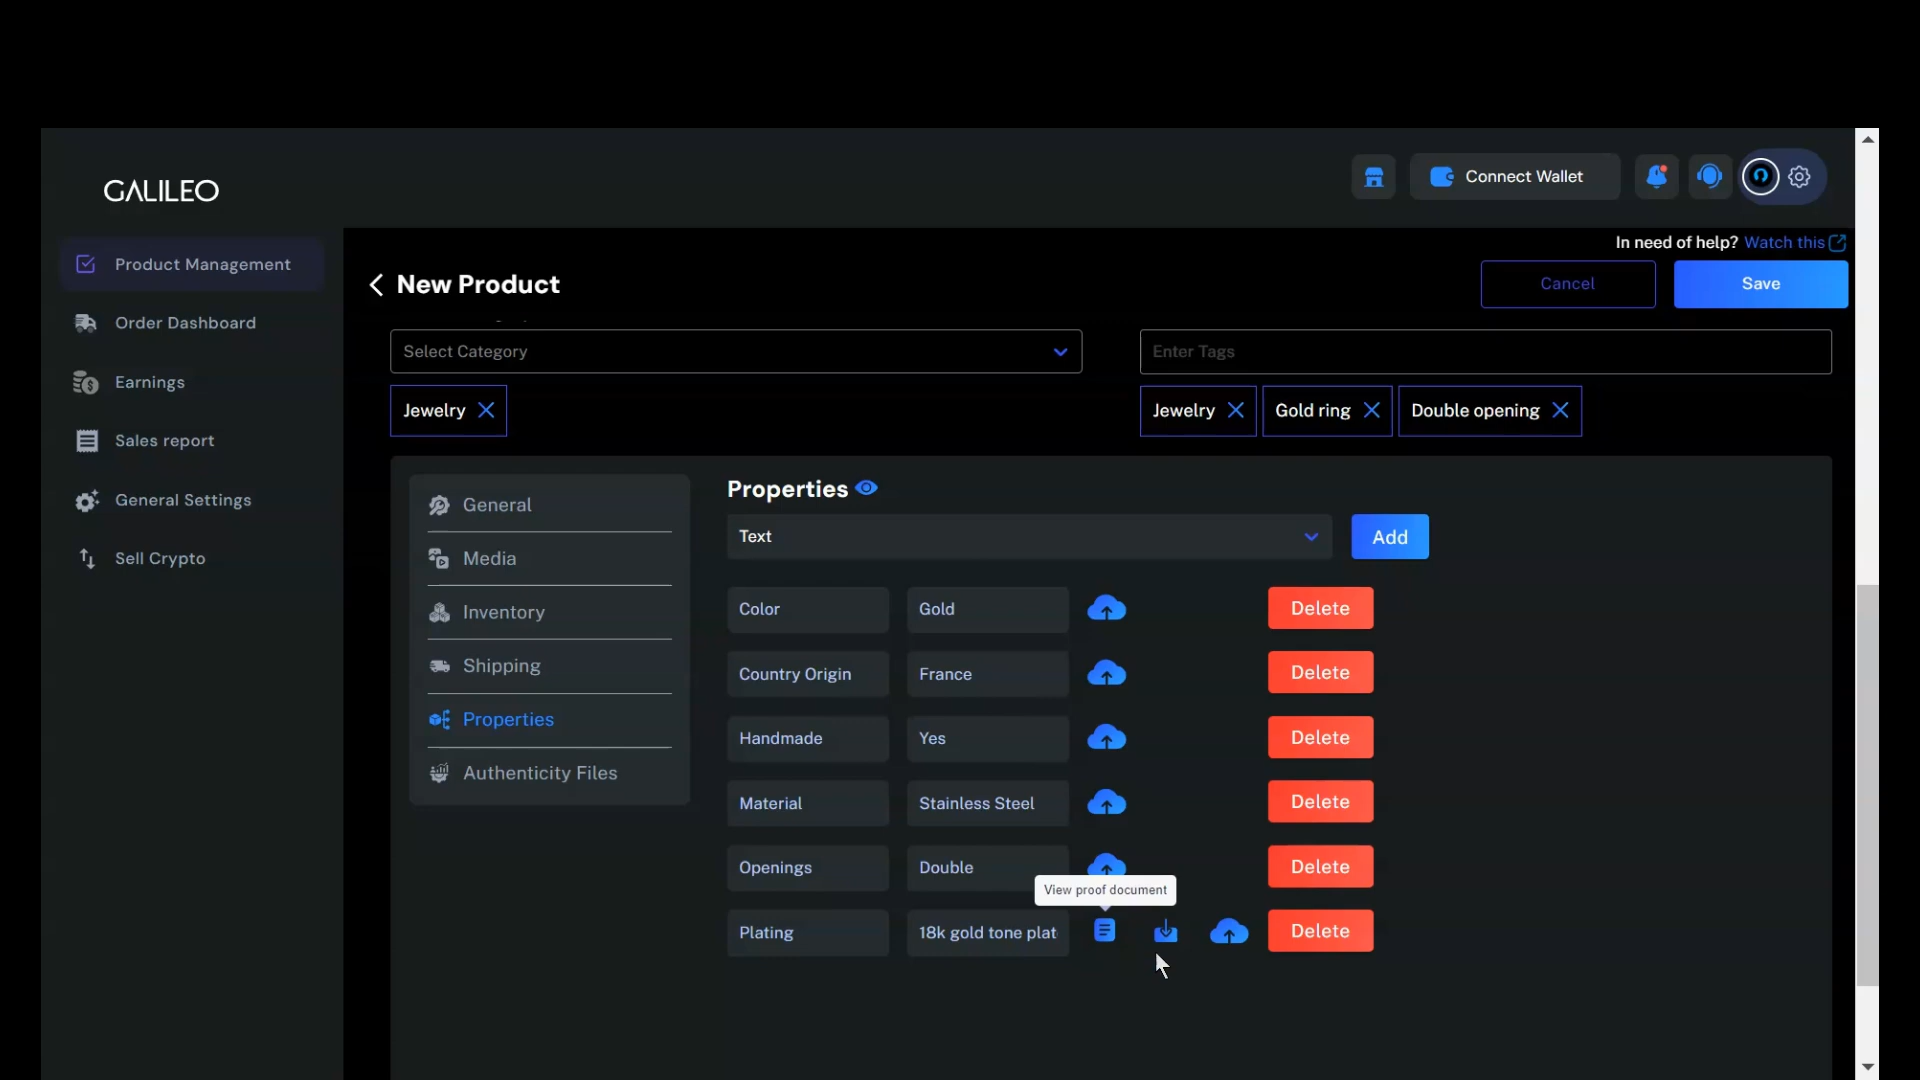 GALILEO
Connect Wallet
In need of help? Watch this
New Product
Cancel
Save
Product Management
Order Dashboard
Earnings
Sales report
General Settings
Sell Crypto
Select Category
Enter Tags
Jewelry
Jewelry
Gold ring
Double opening
General
Media
Inventory
Shipping
Properties
Authenticity Files
Properties
Text
Add
Color Gold Delete
Country Origin France Delete
Handmade Yes Delete
Material Stainless Steel Delete
Openings Double Delete
View proof document
Plating 18k gold tone plat Delete